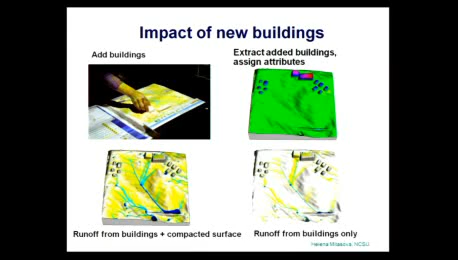 Impact of new buildings
Add buildings
Extract added buildings,
assign attributes
Runoff from buildings + compacted surface
Runoff from buildings only
Helena Mitasova, NCSU